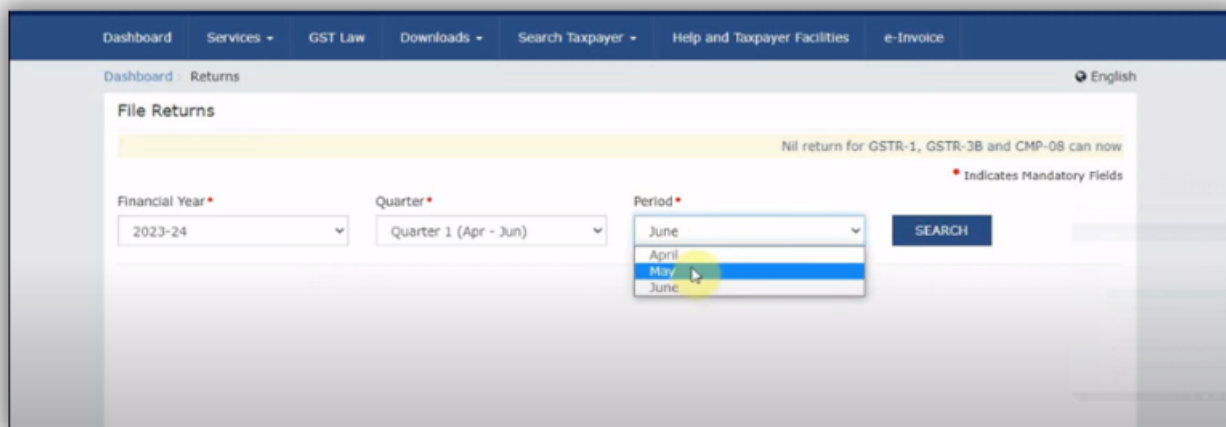 Dashboard Services GST Law Downloads Search Taxpayer Help and Taxpayer Facilities e-Invoice
Dashboard Returns English
File Returns
Nil return for GSTR-1, GSTR-3B and CMP-08 can now
* Indicates Mandatory Fields
Financial Year* Quarter* Period*
2023-24 Quarter 1 (Apr - Jun) June SEARCH
April
May
June